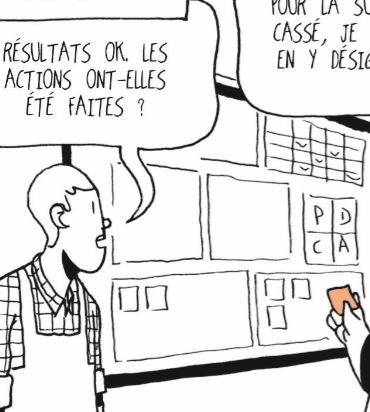 RÉSULTATS OK. LES
ACTIONS ONT-ELLES
ÉTÉ FAITES ?
POUR LA
CASSÉ, JE
EN Y
P D
C A